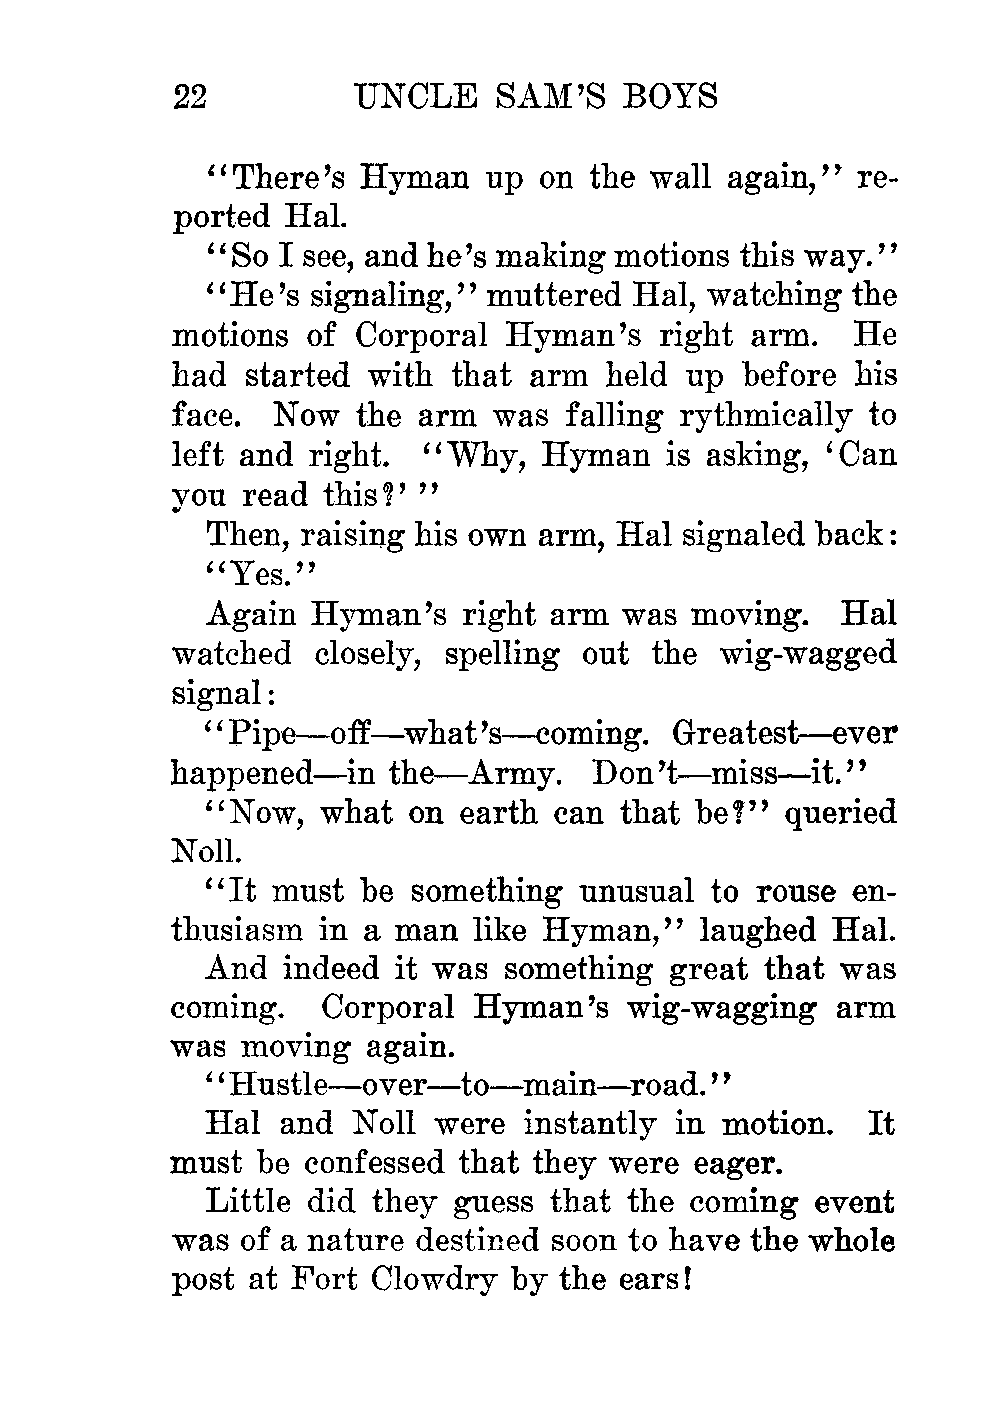 22 UNCLE SAM'S BOYS
"There's Hyman up on the wall again," re-
ported Hal.
"So I see, and he's making motions this way."
"He's signaling," muttered Hal, watching the
motions of Corporal Hyman's right arm. He
had started with that arm held up before his
face. Now the arm was falling rythmically to
left and right. "Why, Hyman is asking, 'Can
you read this?' "
Then, raising his own arm, Hal signaled back:
"Yes."
Again Hyman's right arm was moving. Hal
watched closely, spelling out the wig-wagged
signal:
"Pipe—off—what's—coming. Greatest—ever
happened—in the—Army. Don't—miss—it."
"Now, what on earth can that be?" queried
Noll.
"It must be something unusual to rouse en-
thusiasm in a man like Hyman," laughed Hal.
And indeed it was something great that was
coming. Corporal Hyman's wig-wagging arm
was moving again.
"Hustle—over—to—main—road."
Hal and Noll were instantly in motion. It
must be confessed that they were eager.
Little did they guess that the coming event
was of a nature destined soon to have the whole
post at Fort Clowdry by the ears!